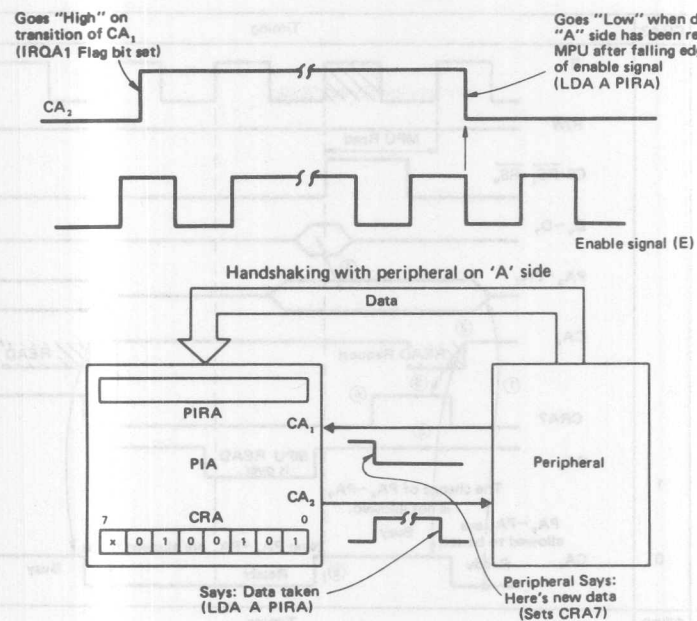 Goes "High" on
transition of CA₁
(IRQA1 Flag bit set)
Goes "Low" when d
"A" side has been re
MPU after falling ed
of enable signal
(LDA A PIRA)
CA₂
Enable signal (E)
Handshaking with peripheral on 'A' side
Data
PIRA
CA₁
PIA
Peripheral
CA₂
CRA
7 0
x 0 1 0 0 1 0 1
Says: Data taken
(LDA A PIRA)
Peripheral Says:
Here's new data
(Sets CRA7)